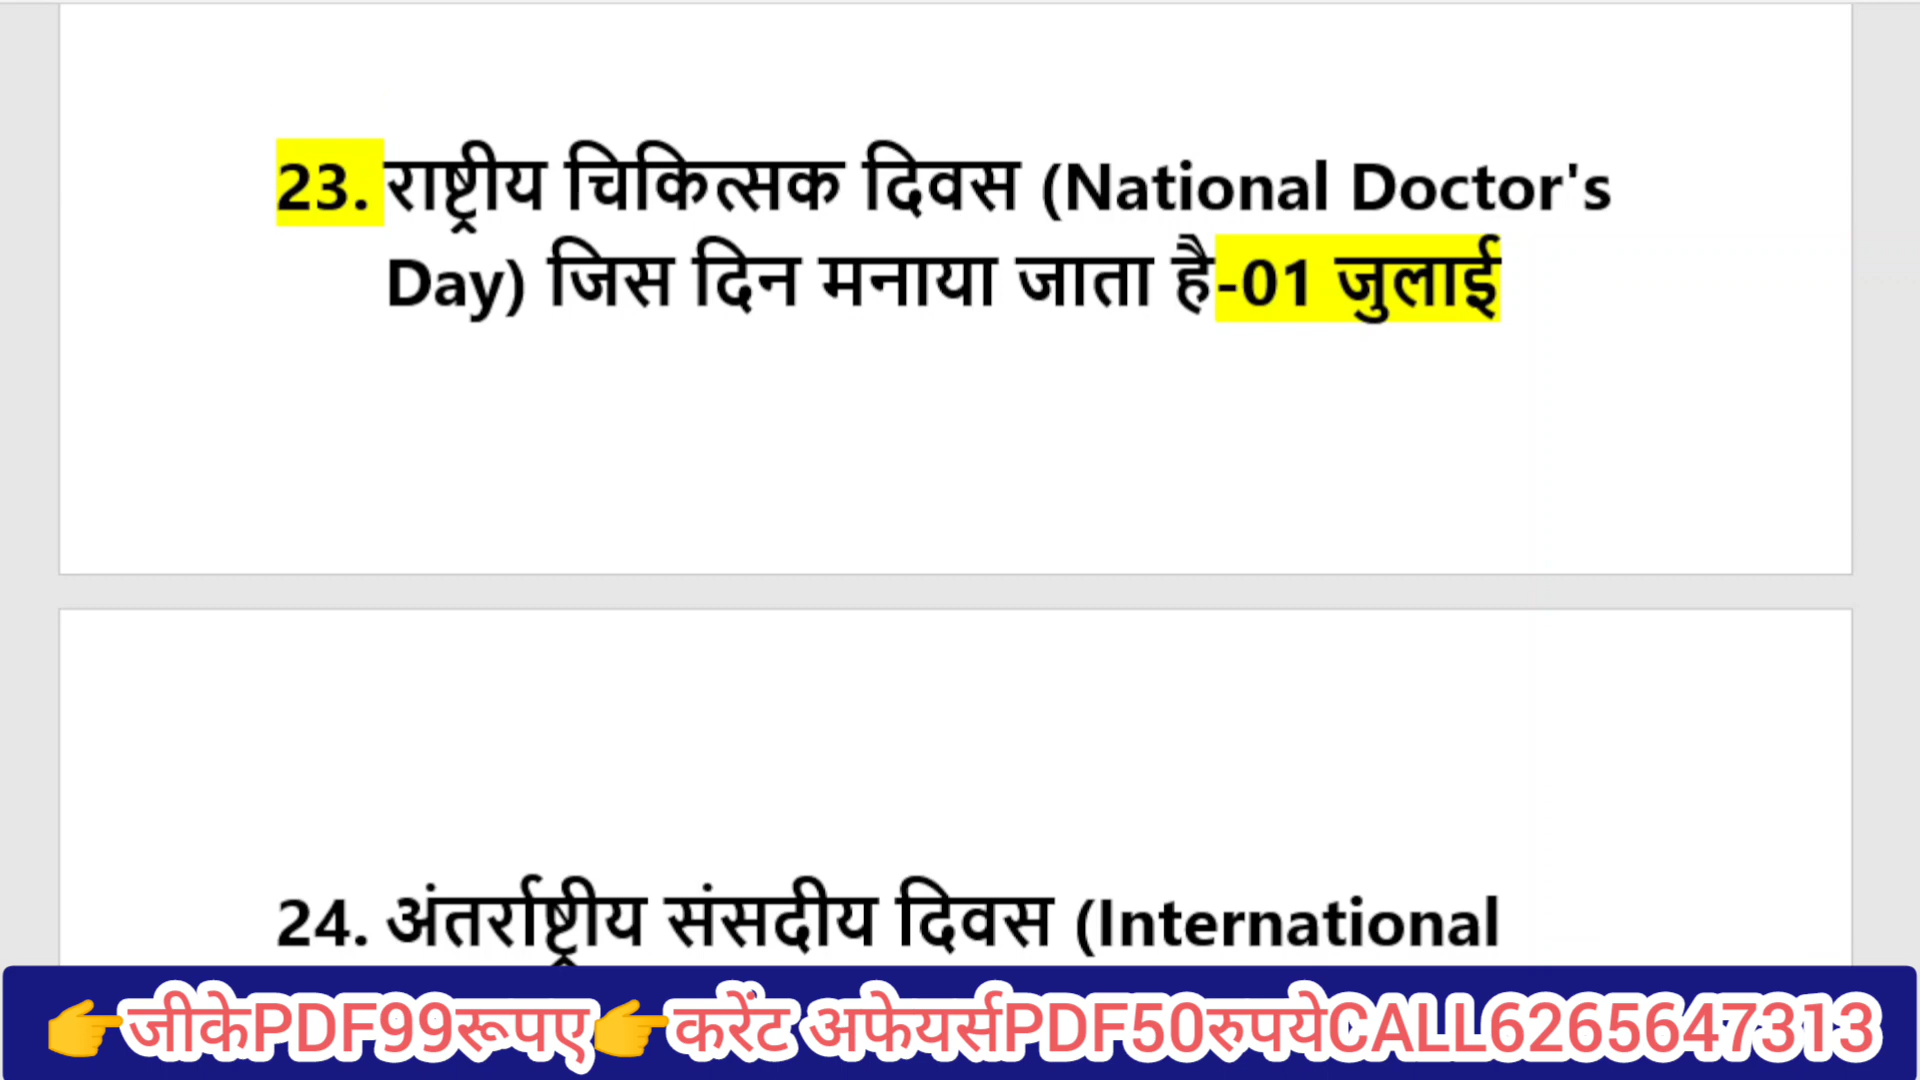 23. राष्ट्रीय चिकित्सक दिवस (National Doctor's
Day) जिस दिन मनाया जाता है-01 जुलाई
24. अंतर्राष्ट्रीय संसदीय दिवस (International
👉जीकेPDF99रूपए👉करेंट अफेयर्सPDF50रुपयेCALL6265647313